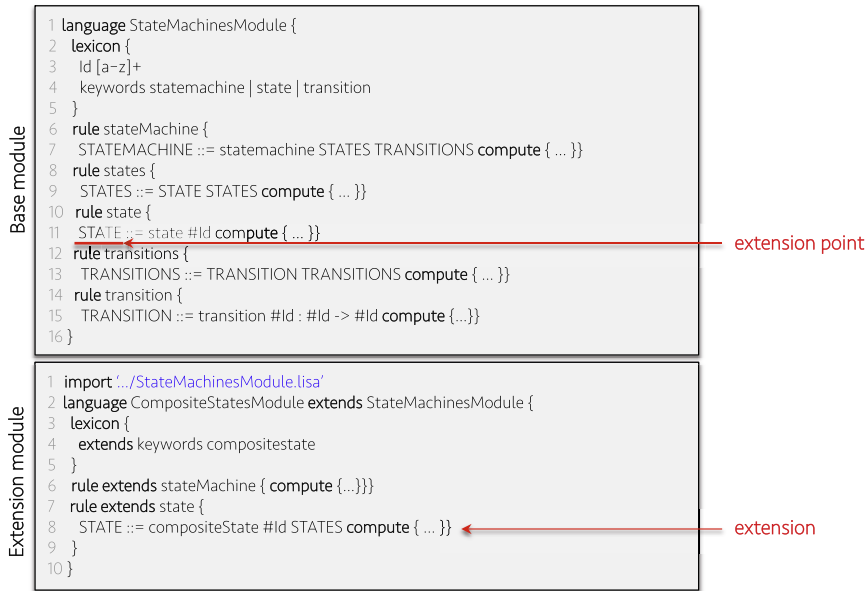 Base module
1 language StateMachinesModule {
2 lexicon {
3 Id [a-z]+
4 keywords statemachine | state | transition
5 }
6 rule stateMachine {
7 STATEMACHINE ::= statemachine STATES TRANSITIONS compute { ... }}
8 rule states {
9 STATES ::= STATE STATES compute { ... }}
10 rule state {
11 STATE ::= state #Id compute { ... }}
extension point
12 rule transitions {
13 TRANSITIONS ::= TRANSITION TRANSITIONS compute { ... }}
14 rule transition {
15 TRANSITION ::= transition #Id : #Id -> #Id compute {...}}
16 }
Extension module
1 import '.../StateMachinesModule.lisa'
2 language CompositeStatesModule extends StateMachinesModule {
3 lexicon {
4 extends keywords compositestate
5 }
6 rule extends stateMachine { compute {...}}}
7 rule extends state {
8 STATE ::= compositeState #Id STATES compute { ... }}
extension
9 }
10 }